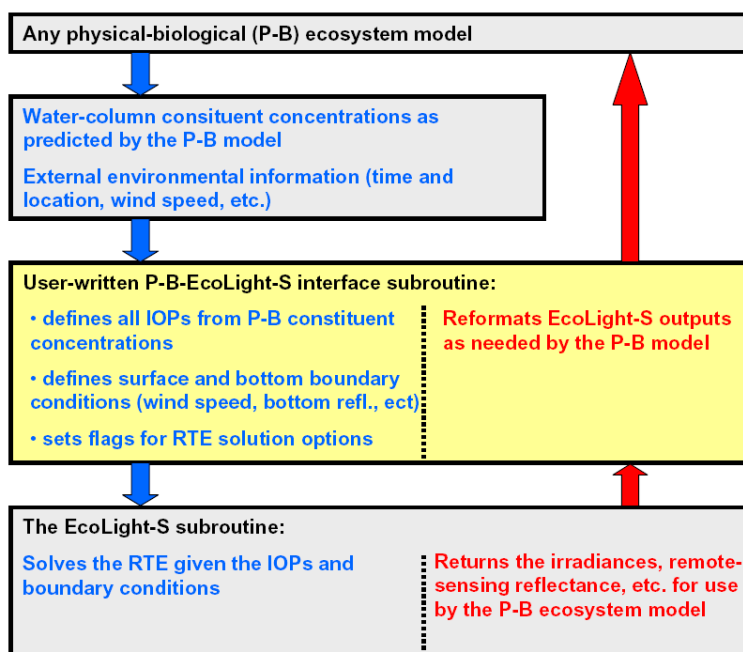 Any physical-biological (P-B) ecosystem model
Water-column consituent concentrations as
predicted by the P-B model
External environmental information (time and
location, wind speed, etc.)
User-written P-B-EcoLight-S interface subroutine:
• defines all IOPs from P-B constituent
concentrations
• defines surface and bottom boundary
conditions (wind speed, bottom refl., ect)
• sets flags for RTE solution options
Reformats EcoLight-S outputs
as needed by the P-B model
The EcoLight-S subroutine:
Solves the RTE given the IOPs and
boundary conditions
Returns the irradiances, remote-
sensing reflectance, etc. for use
by the P-B ecosystem model